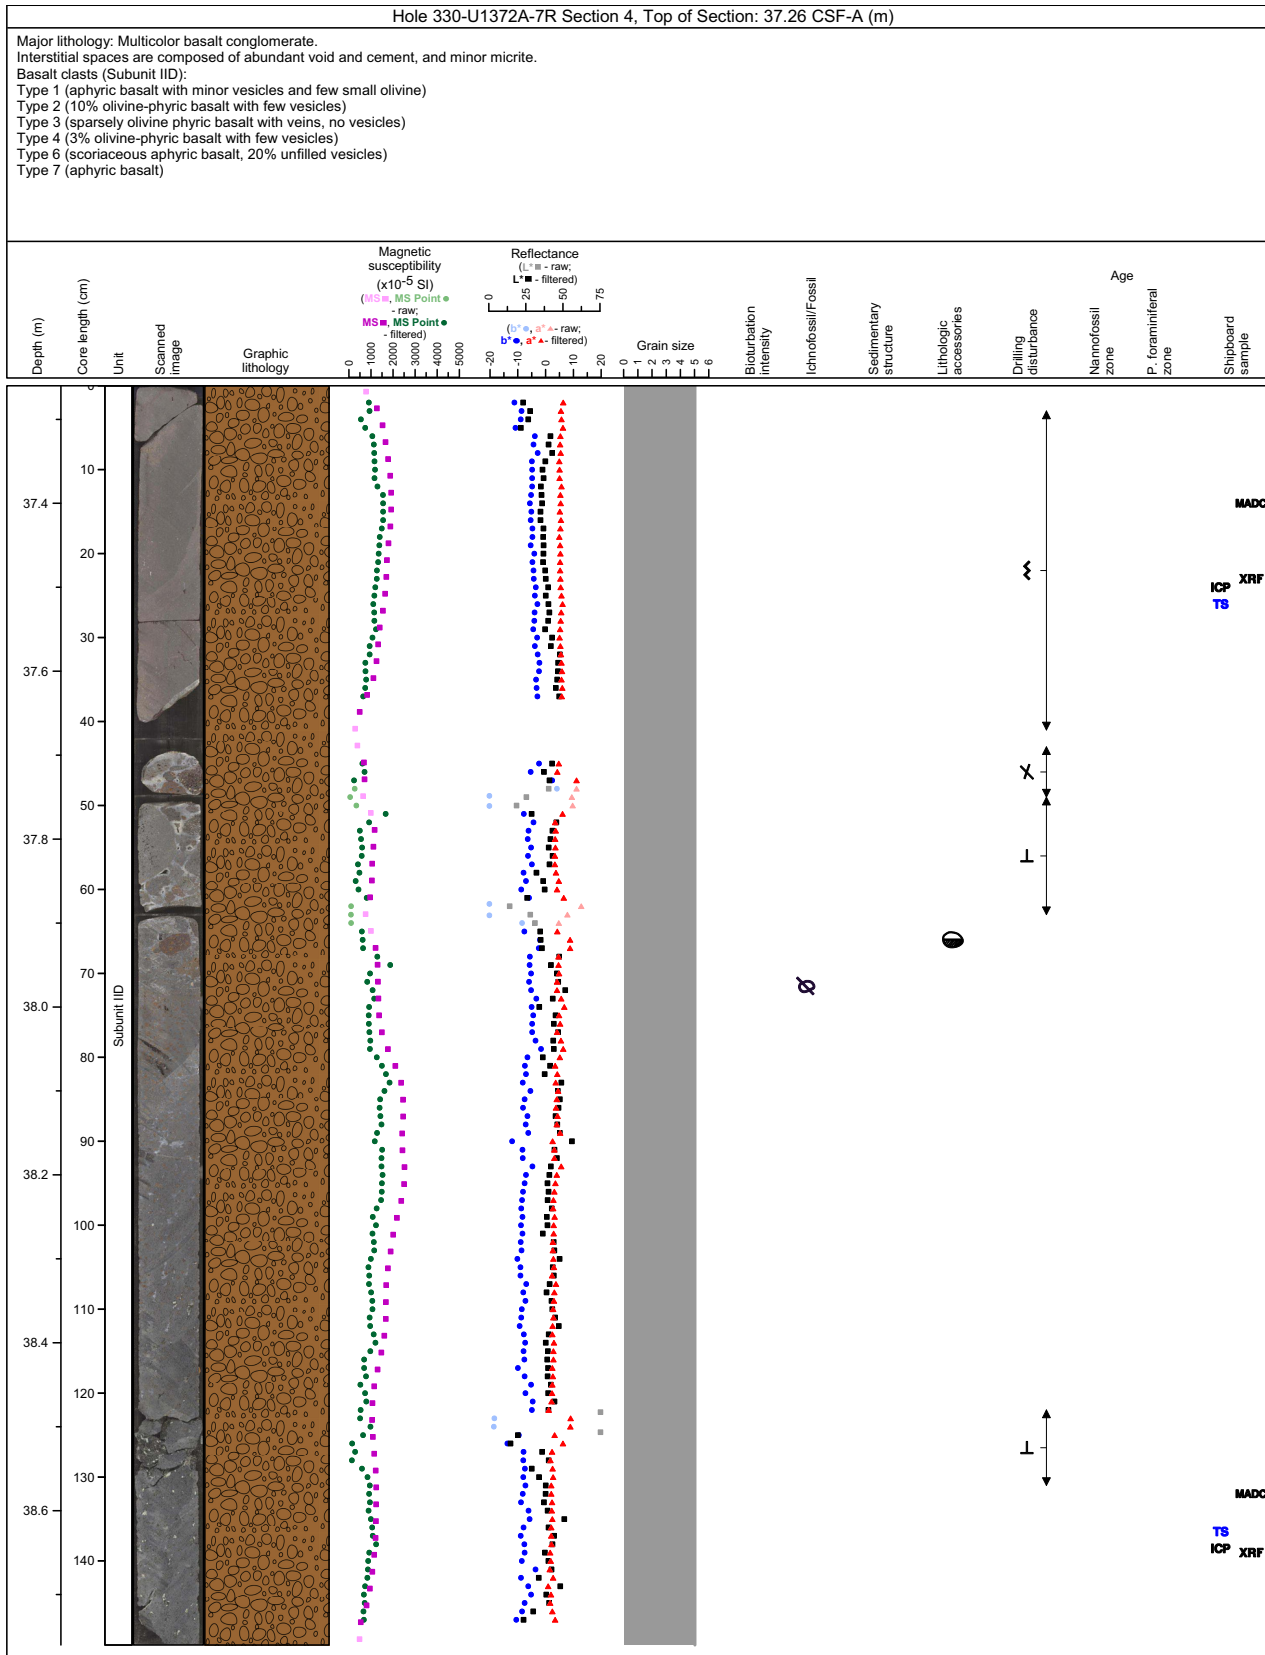 Hole 330-U1372A-7R Section 4, Top of Section: 37.26 CSF-A (m)
Major lithology: Multicolor basalt conglomerate.
Interstitial spaces are composed of abundant void and cement, and minor micrite.
Basalt clasts (Subunit IID):
Type 1 (aphyric basalt with minor vesicles and few small olivine)
Type 2 (10% olivine-phyric basalt with few vesicles)
Type 3 (sparsely olivine phyric basalt with veins, no vesicles)
Type 4 (3% olivine-phyric basalt with few vesicles)
Type 6 (scoriaceous aphyric basalt, 20% unfilled vesicles)
Type 7 (aphyric basalt)
Depth (m)
Core length (cm)
Unit
Scanned
image
Graphic
lithology
Magnetic
susceptibility
(x10-5 SI)
(MS, MS Point
- raw;
MS, MS Point
- filtered)
0 1000 2000 3000 4000 5000
Reflectance
(L* - raw;
L* - filtered)
0 25 50 75
(b*, a* - raw;
b*, a* - filtered)
-20 -10 0 10 20
Grain size
0 1 2 3 4 5 6
Bioturbation
intensity
Ichnofossil/Fossil
Sedimentary
structure
Lithologic
accessories
Drilling
disturbance
Age
Nannofossil
zone
P. foraminiferal
zone
Shipboard
sample
0
10
37.4
MADC
20
XRF
ICP
TS
30
37.6
40
50
37.8
60
70
38.0
Subunit IID
80
90
38.2
100
110
38.4
120
130
MADC
38.6
TS
ICP XRF
140